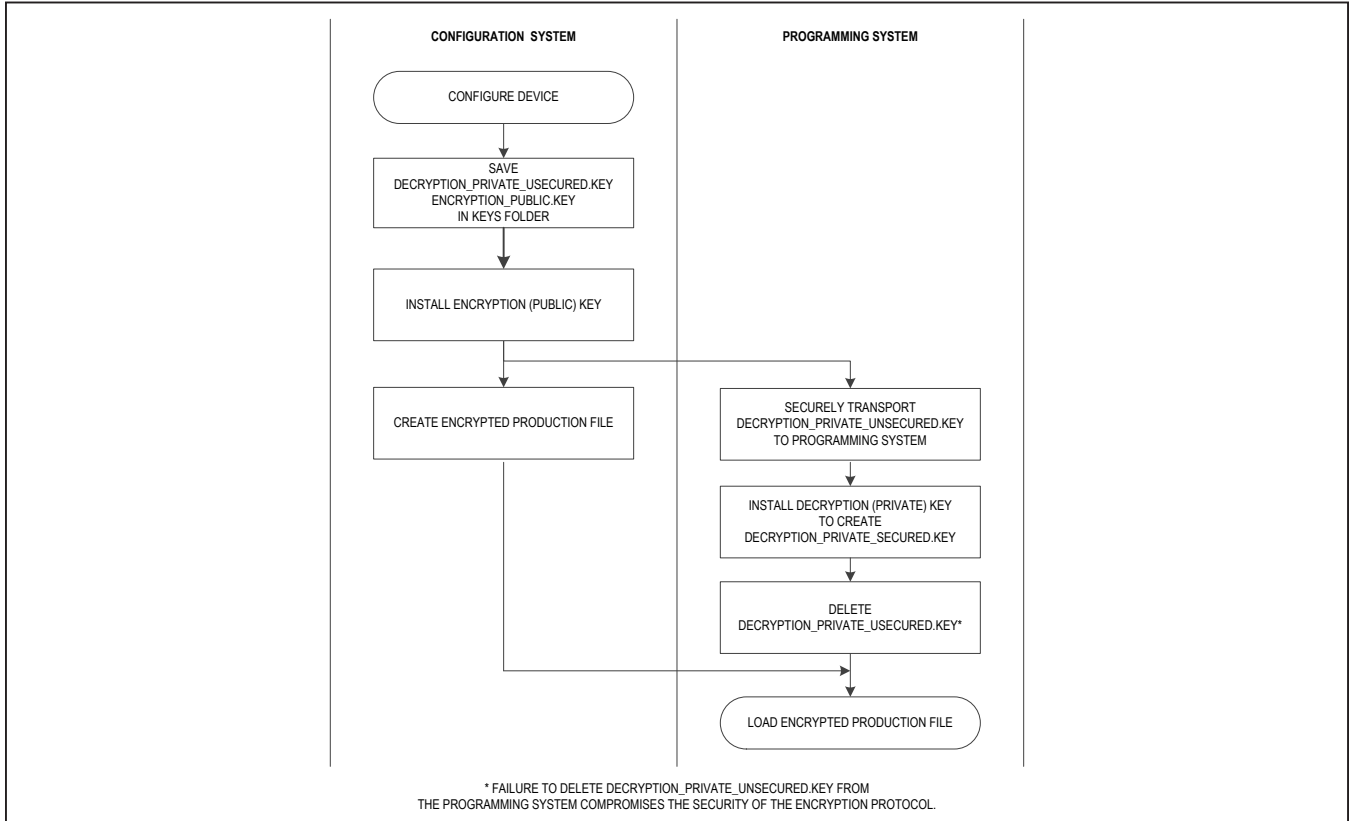 CONFIGURATION SYSTEM
PROGRAMMING SYSTEM
CONFIGURE DEVICE
SAVE
DECRYPTION_PRIVATE_USECURED.KEY
ENCRYPTION_PUBLIC.KEY
IN KEYS FOLDER
INSTALL ENCRYPTION (PUBLIC) KEY
CREATE ENCRYPTED PRODUCTION FILE
SECURELY TRANSPORT
DECRYPTION_PRIVATE_UNSECURED.KEY
TO PROGRAMMING SYSTEM
INSTALL DECRYPTION (PRIVATE) KEY
TO CREATE
DECRYPTION_PRIVATE_SECURED.KEY
DELETE
DECRYPTION_PRIVATE_USECURED.KEY*
LOAD ENCRYPTED PRODUCTION FILE
* FAILURE TO DELETE DECRYPTION_PRIVATE_UNSECURED.KEY FROM
THE PROGRAMMING SYSTEM COMPROMISES THE SECURITY OF THE ENCRYPTION PROTOCOL.